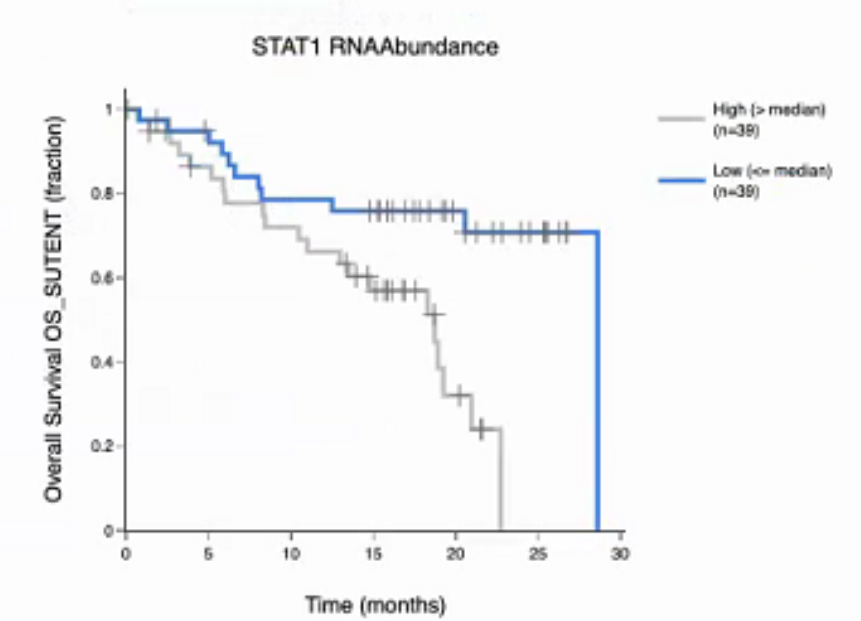 STAT1 RNAAbundance
High (> median)
(n=39)
Low (<= median)
(n=39)
Overall Survival OS_SUTENT (fraction)
1
0.8
0.6
0.4
0.2
0
0 5 10 15 20 25 30
Time (months)